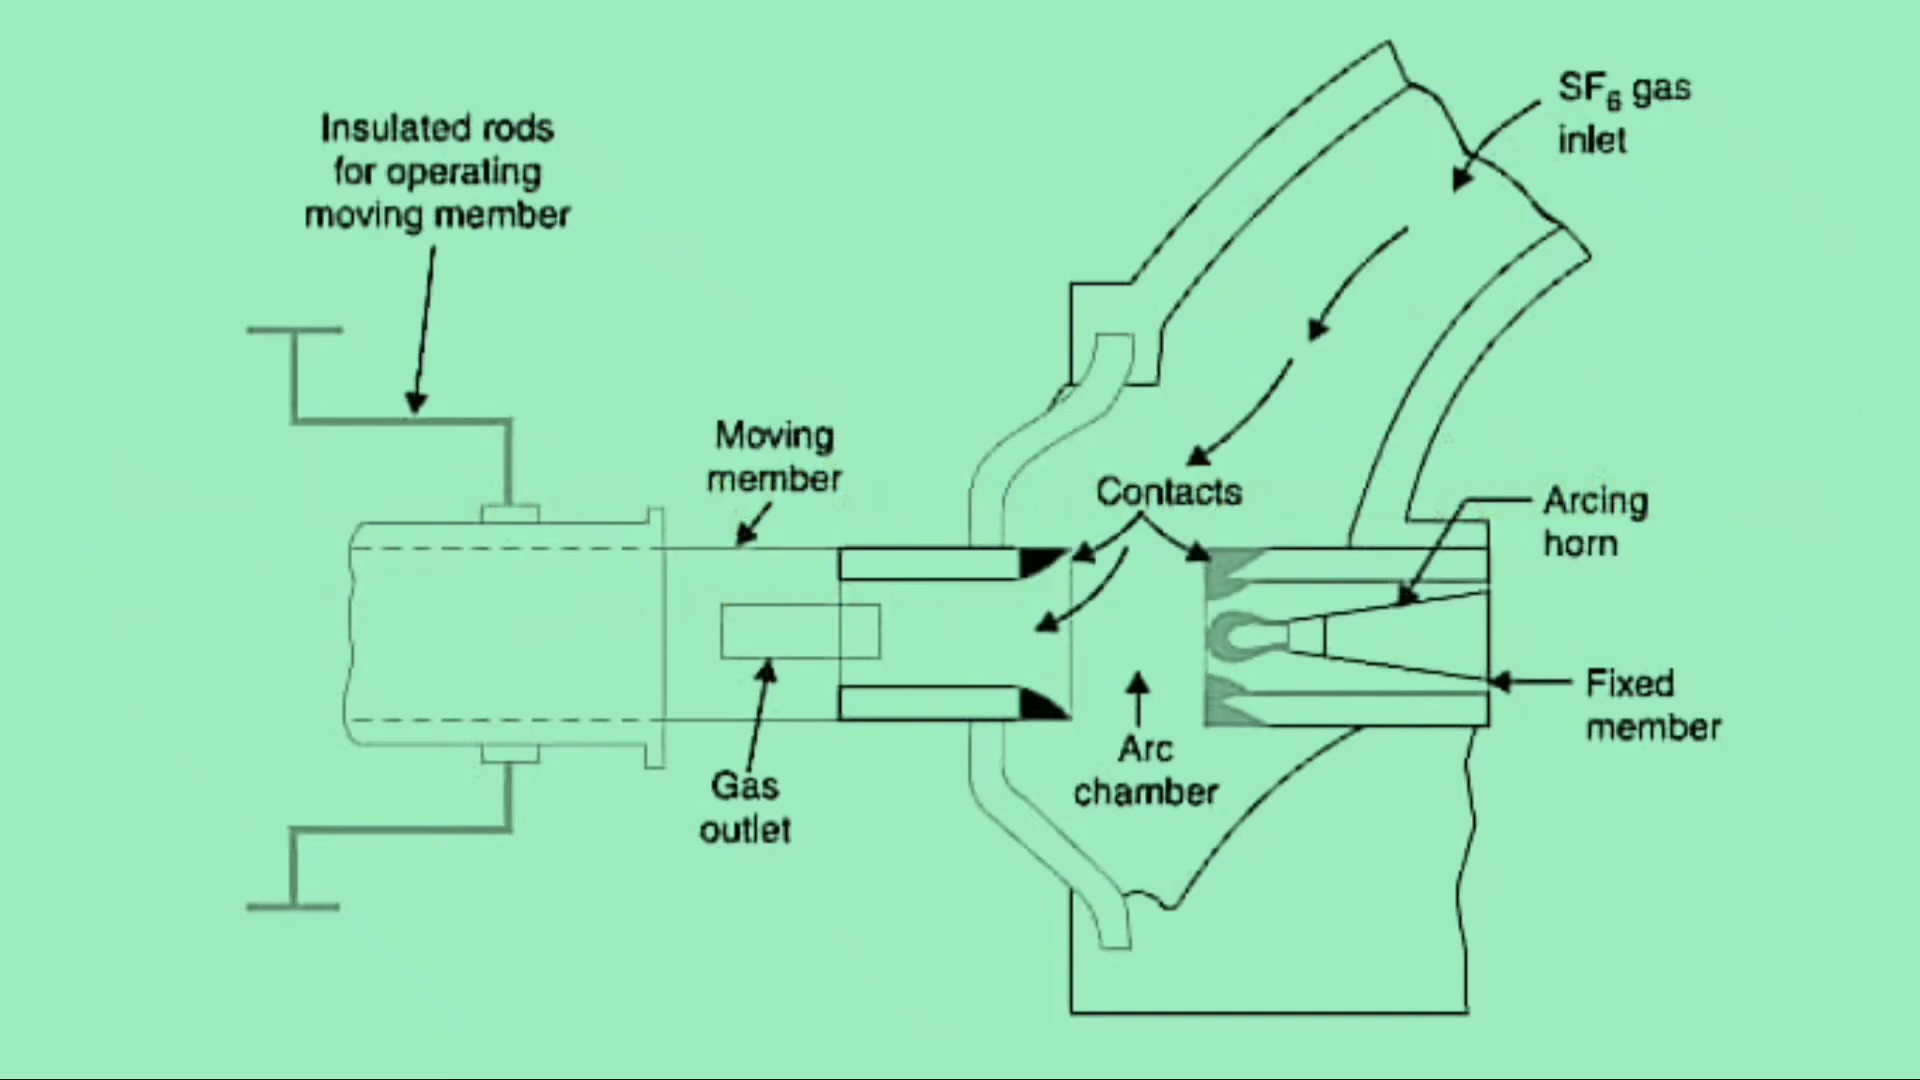 SF6 gas
inlet
Insulated rods
for operating
moving member
Moving
member
Contacts
Arcing
horn
Fixed
member
Arc
chamber
Gas
outlet